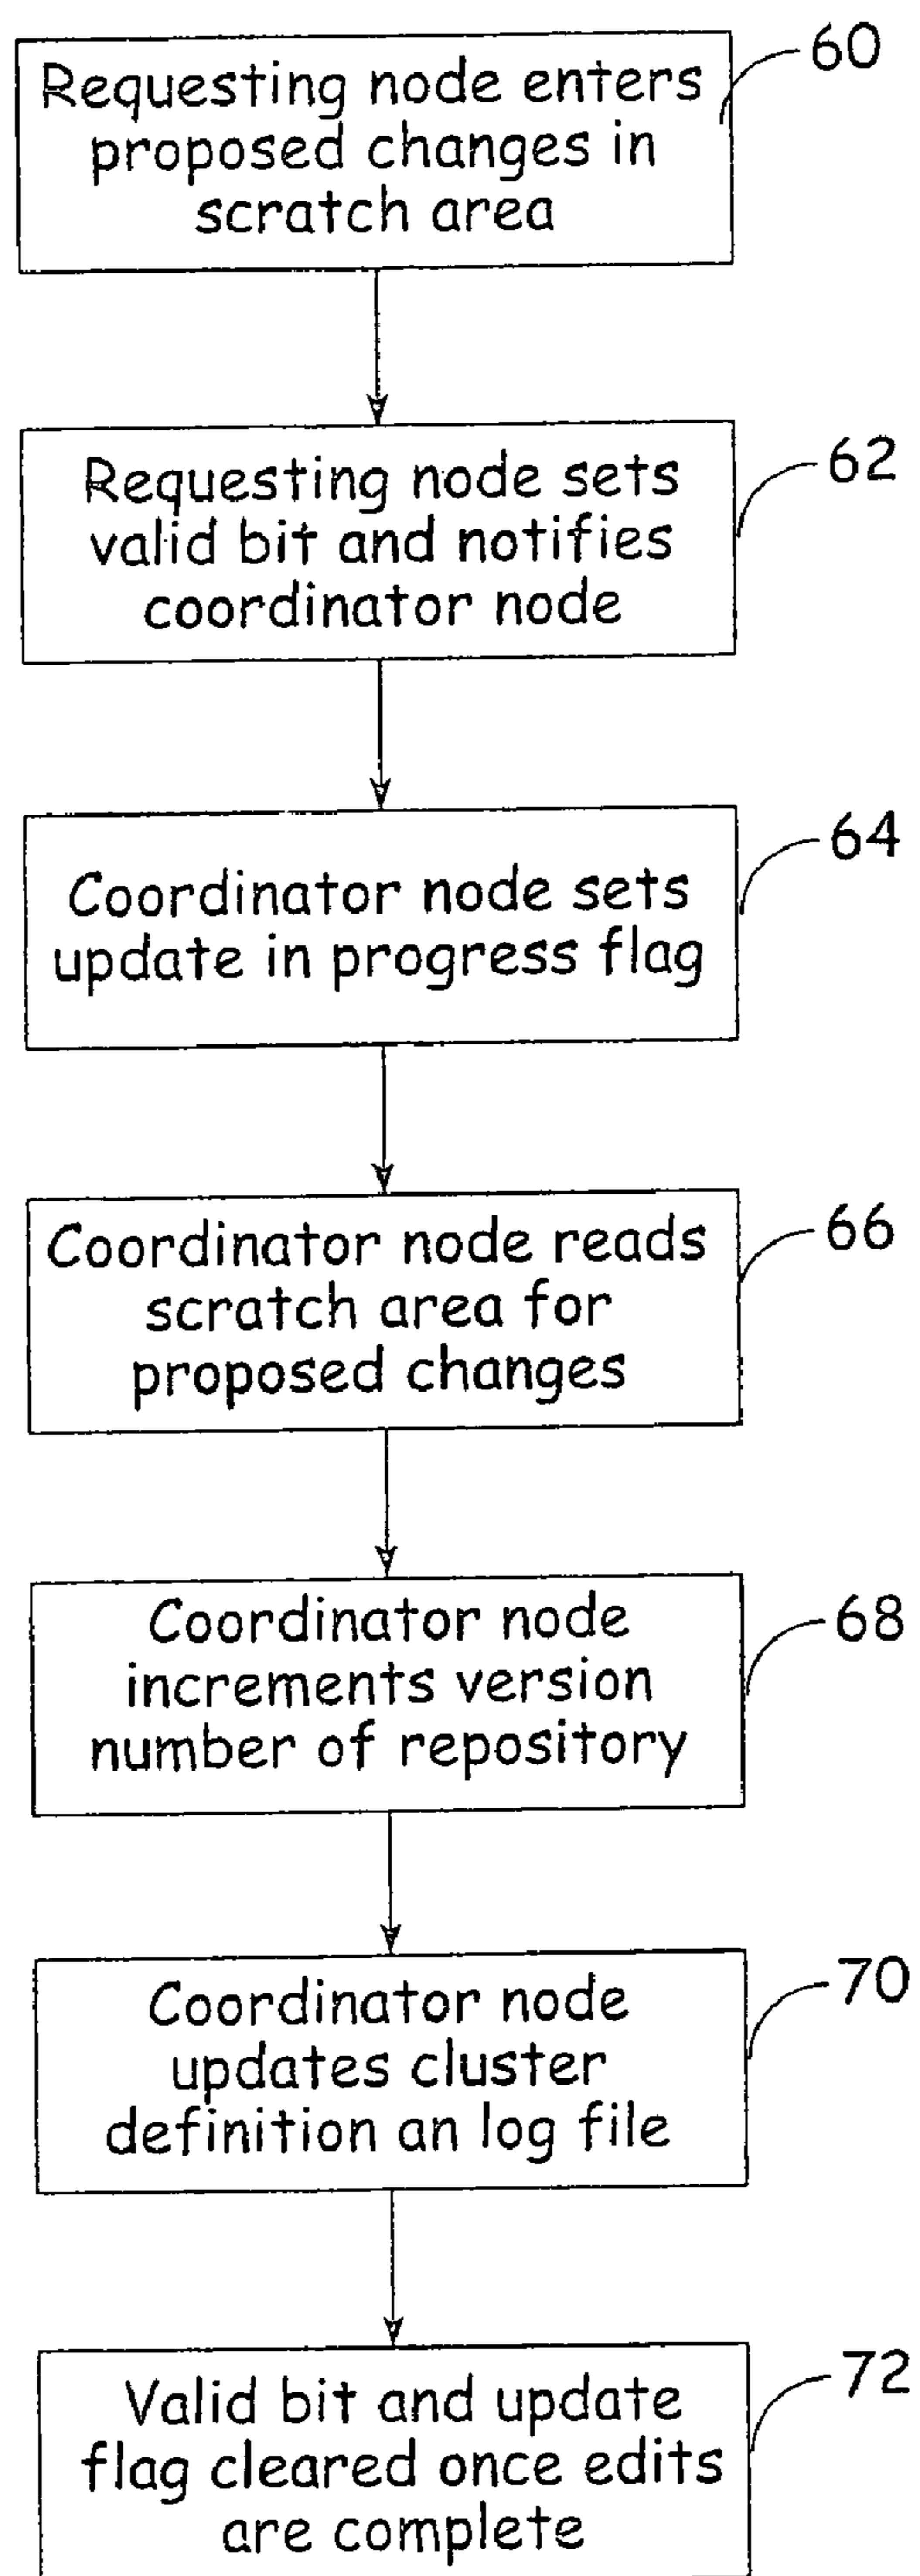 60
Requesting node enters
proposed changes in
scratch area
62
Requesting node sets
valid bit and notifies
coordinator node
64
Coordinator node sets
update in progress flag
66
Coordinator node reads
scratch area for
proposed changes
68
Coordinator node
increments version
number of repository
70
Coordinator node
updates cluster
definition an log file
72
Valid bit and update
flag cleared once edits
are complete